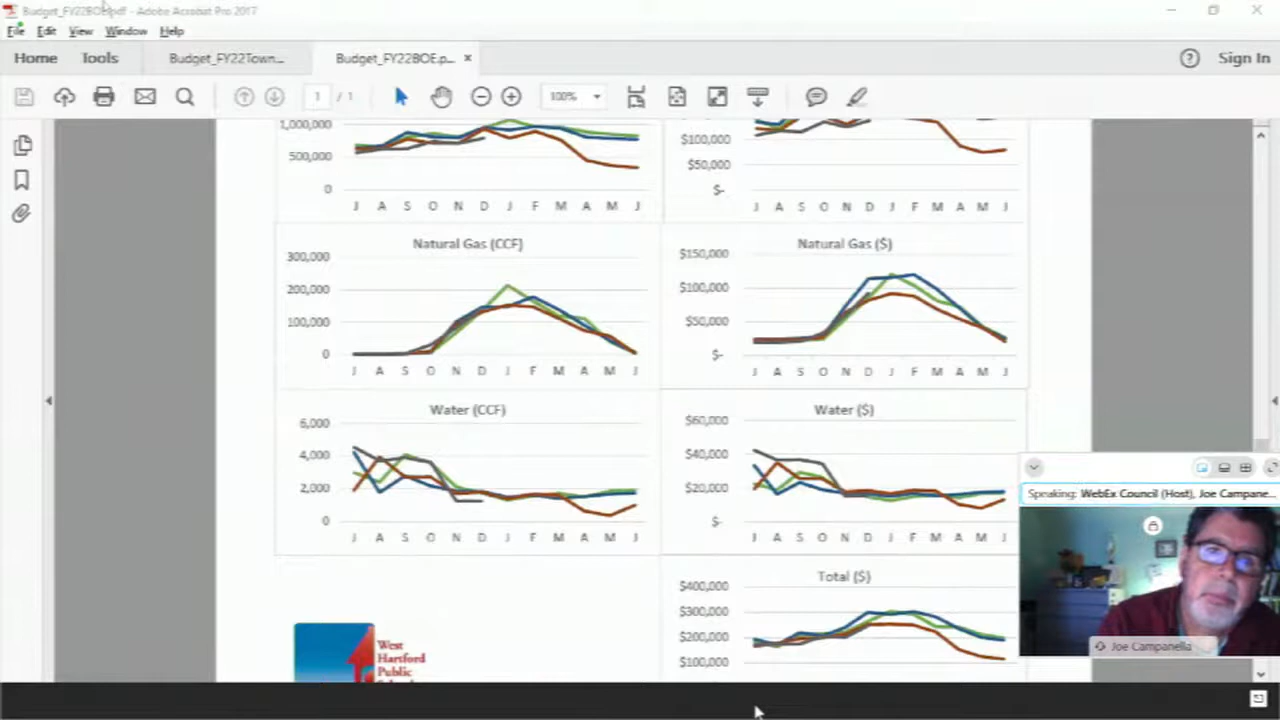 Budget_FY22BOE.pdf - Adobe Acrobat Pro 2017
File Edit View Window Help
Home Tools Budget_FY22Town... Budget_FY22BOE.p... × Sign In
1 / 1 100%
1,000,000
500,000
0
J A S O N D J F M A M J
$100,000
$50,000
$-
J A S O N D J F M A M J
Natural Gas (CCF)
300,000
200,000
100,000
0
J A S O N D J F M A M J
Natural Gas ($)
$150,000
$100,000
$50,000
$-
J A S O N D J F M A M J
Water (CCF)
6,000
4,000
2,000
0
J A S O N D J F M A M J
Water ($)
$60,000
$40,000
$20,000
$-
J A S O N D J F M A M J
Speaking: WebEx Council (Host), Joe Campane...
Joe Campanella
Total ($)
$400,000
$300,000
$200,000
$100,000
West
Hartford
Public